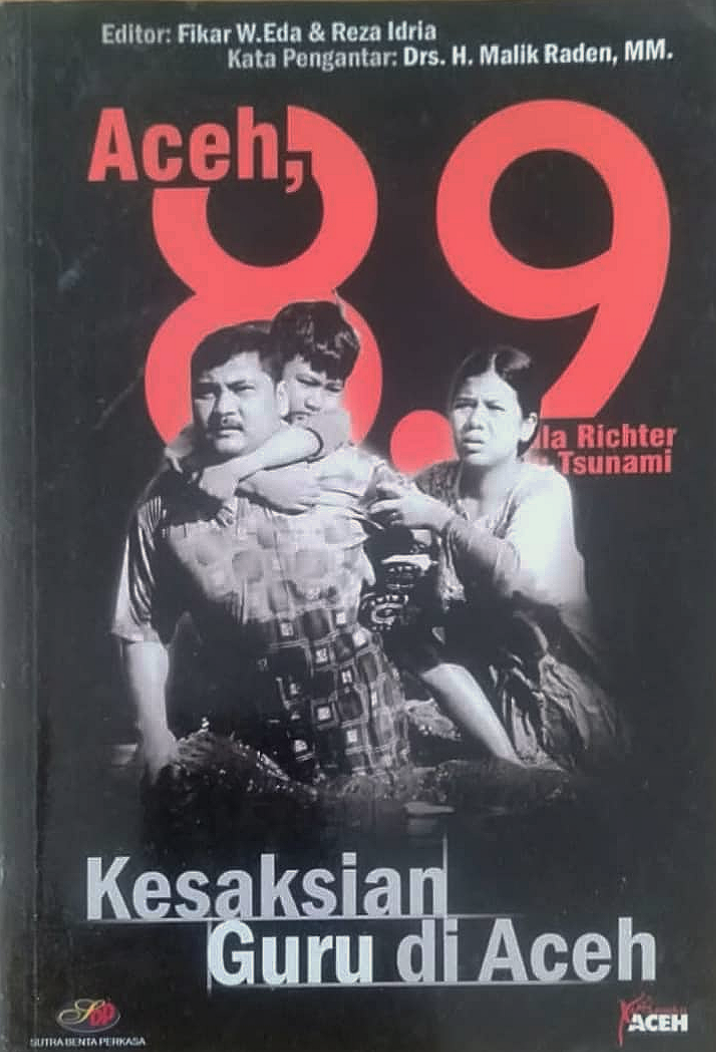 Editor: Fikar W.Eda & Reza Idria
Kata Pengantar: Drs. H. Malik Raden, MM.
Aceh,
8.9
Richter
Tsunami
Kesaksian
Guru di Aceh
SUTRA BENTA PERKASA
ACEH